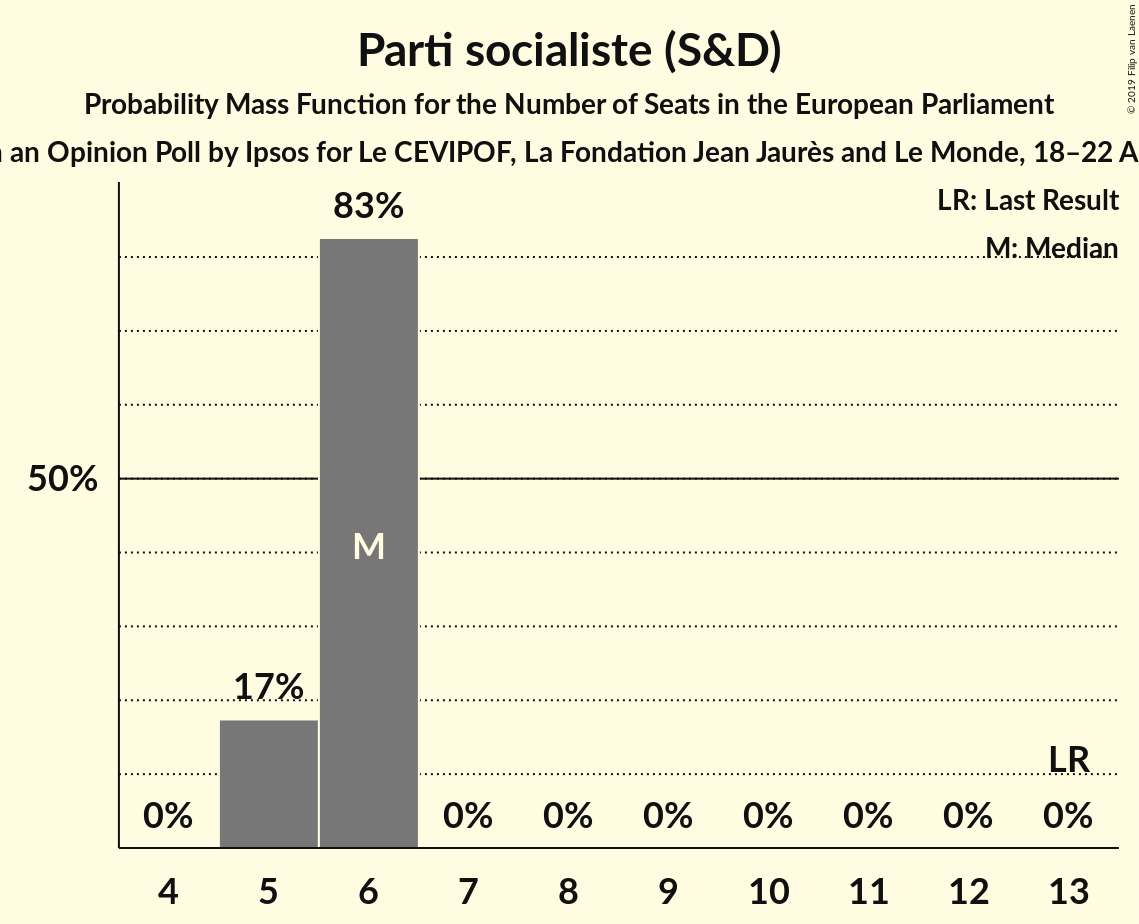 Parti socialiste (S&D)
Probability Mass Function for the Number of Seats in the European Parliament
an Opinion Poll by Ipsos for Le CEVIPOF, La Fondation Jean Jaurès and Le Monde, 18–22 A
© 2019 Filip van Laenen
LR: Last Result
M: Median
83%
50%
M
17%
LR
0% 0% 0% 0% 0% 0% 0% 0%
4 5 6 7 8 9 10 11 12 13